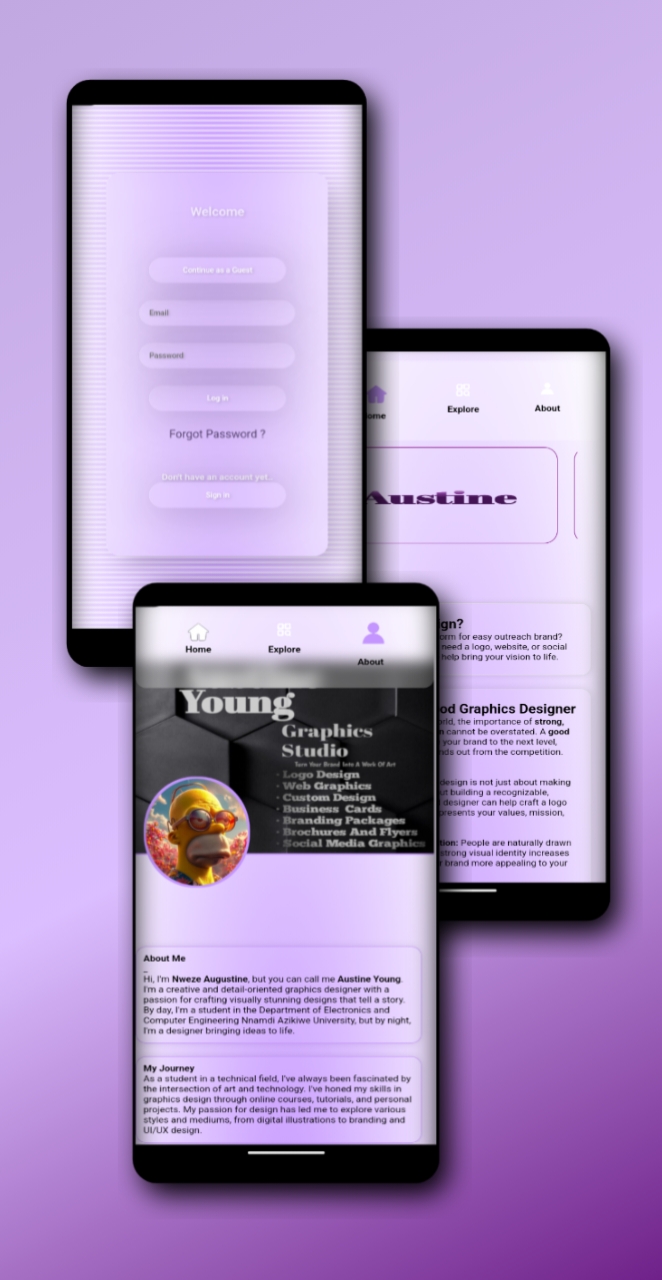 Welcome
Continue as a Guest
Email
Password
Log in
Forgot Password ?
Don't have an account yet..
Sign in
ome
Explore
About
Austine
gn?
orm for easy outreach brand?
need a logo, website, or social
help bring your vision to life.
od Graphics Designer
rld, the importance of strong,
n cannot be overstated. A good
your brand to the next level,
nds out from the competition.
design is not just about making
ut building a recognizable,
designer can help craft a logo
presents your values, mission,
tion: People are naturally drawn
strong visual identity increases
r brand more appealing to your
Home
Explore
About
Young
Graphics
Studio
Turn Your Brand Into A Work Of Art
· Logo Design
· Web Graphics
· Custom Design
· Business Cards
· Branding Packages
· Brochures And Flyers
· Social Media Graphics
About Me
_
Hi, I'm Nweze Augustine, but you can call me Austine Young.
I'm a creative and detail-oriented graphics designer with a
passion for crafting visually stunning designs that tell a story.
By day, I'm a student in the Department of Electronics and
Computer Engineering Nnamdi Azikiwe University, but by night,
I'm a designer bringing ideas to life.
My Journey
As a student in a technical field, I've always been fascinated by
the intersection of art and technology. I've honed my skills in
graphics design through online courses, tutorials, and personal
projects. My passion for design has led me to explore various
styles and mediums, from digital illustrations to branding and
UI/UX design.